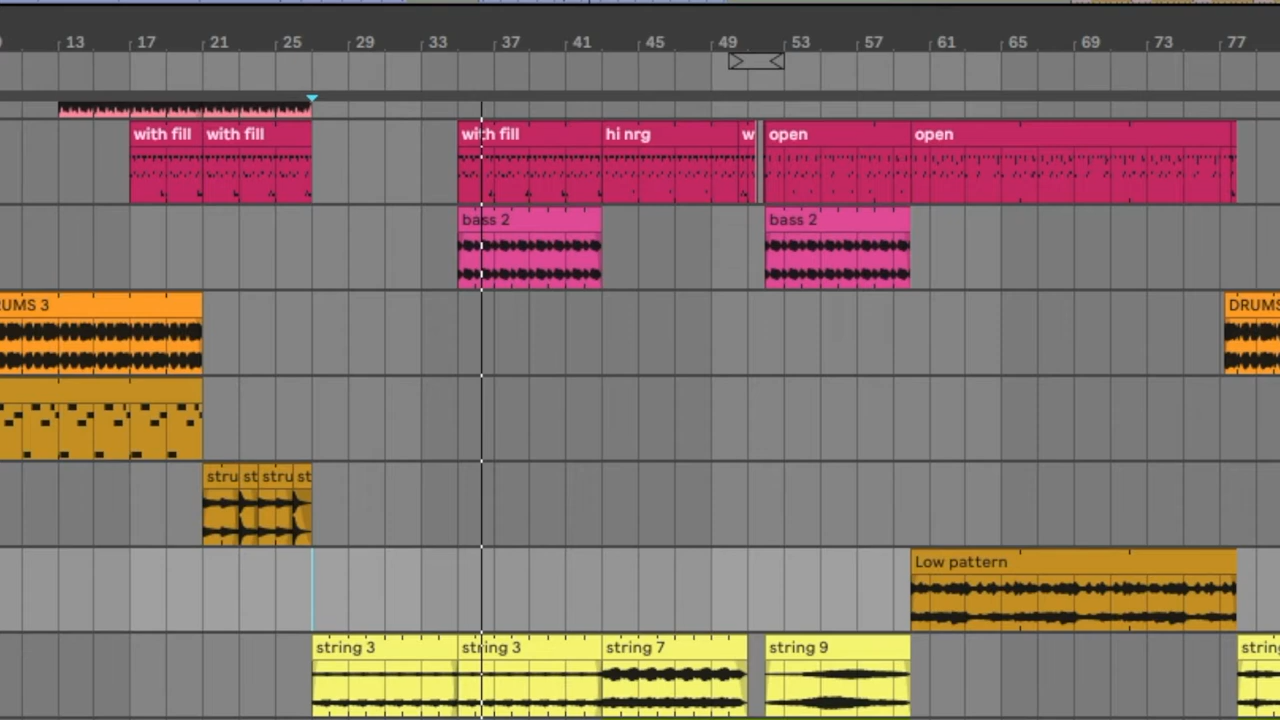 13 17 21 25 29 33 37 41 45 49 53 57 61 65 69 73 77
with fill with fill with fill hi nrg w open open
bass 2 bass 2
RUMS 3 DRUMS
stru st stru st
Low pattern
string 3 string 3 string 7 string 9 string